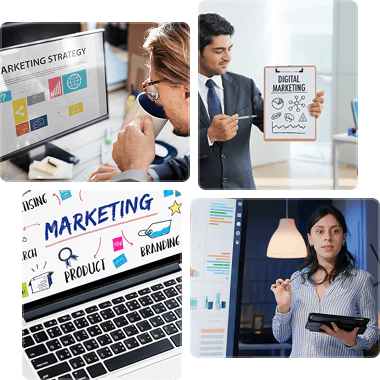 MARKETING STRATEGY
DIGITAL
MARKETING
MARKETING
BRANDING
PRODUCT